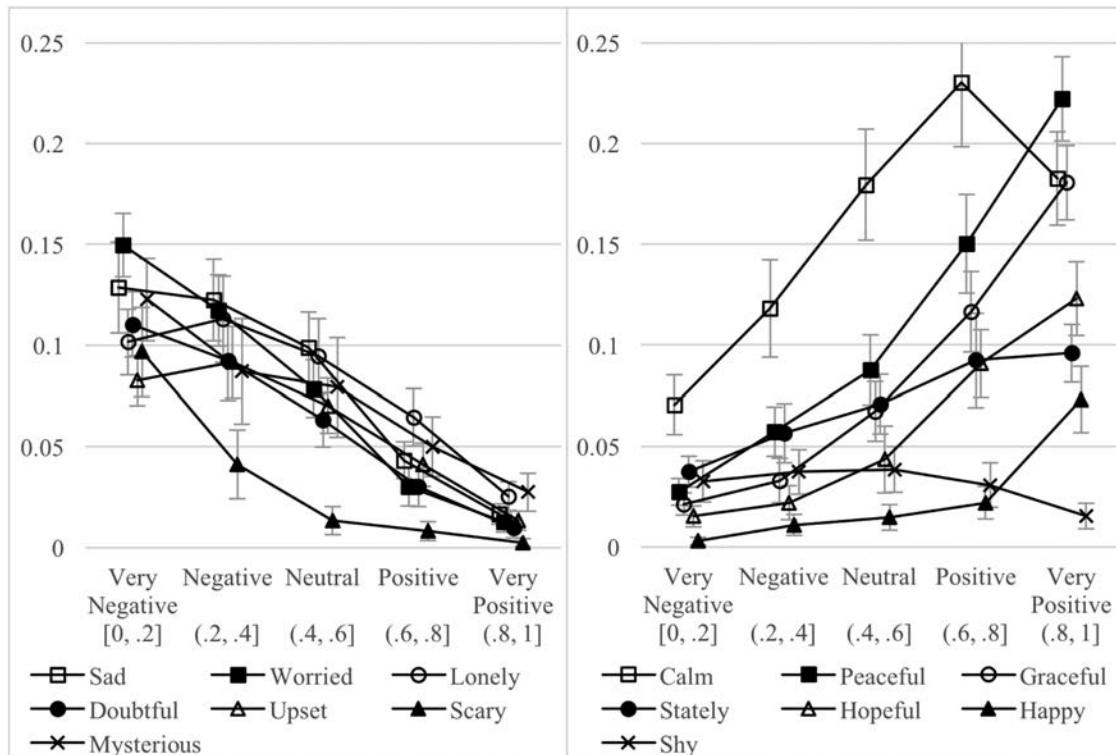 0.25
0.2
0.15
0.1
0.05
0
Very Negative Neutral Positive Very
Negative Positive
[0, .2] (.2, .4] (.4, .6] (.6, .8] (.8, 1]
Sad Worried Lonely
Doubtful Upset Scary
Mysterious
0.25
0.2
0.15
0.1
0.05
0
Very Negative Neutral Positive Very
Negative Positive
[0, .2] (.2, .4] (.4, .6] (.6, .8] (.8, 1]
Calm Peaceful Graceful
Stately Hopeful Happy
Shy